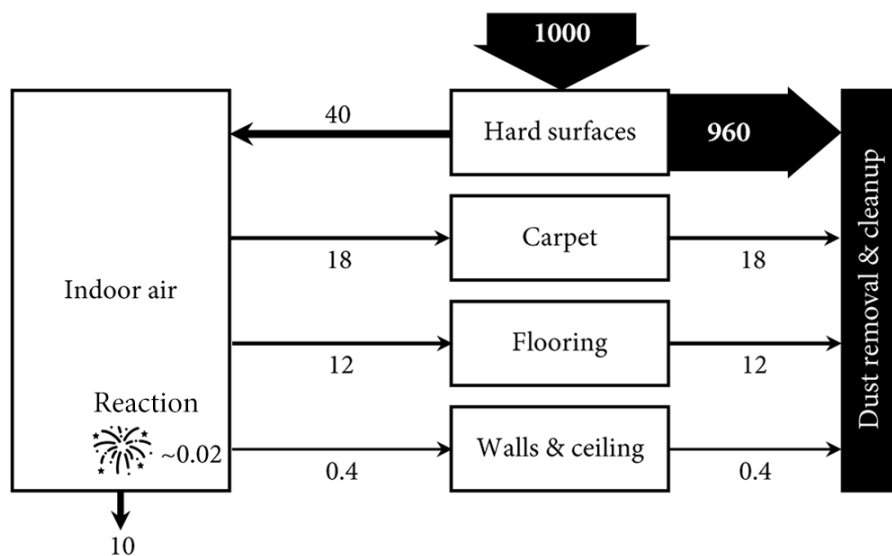 1000
40
Hard surfaces
960
18
Carpet
18
Indoor air
12
Flooring
12
Reaction
~0.02
0.4
Walls & ceiling
0.4
10
Dust removal & cleanup